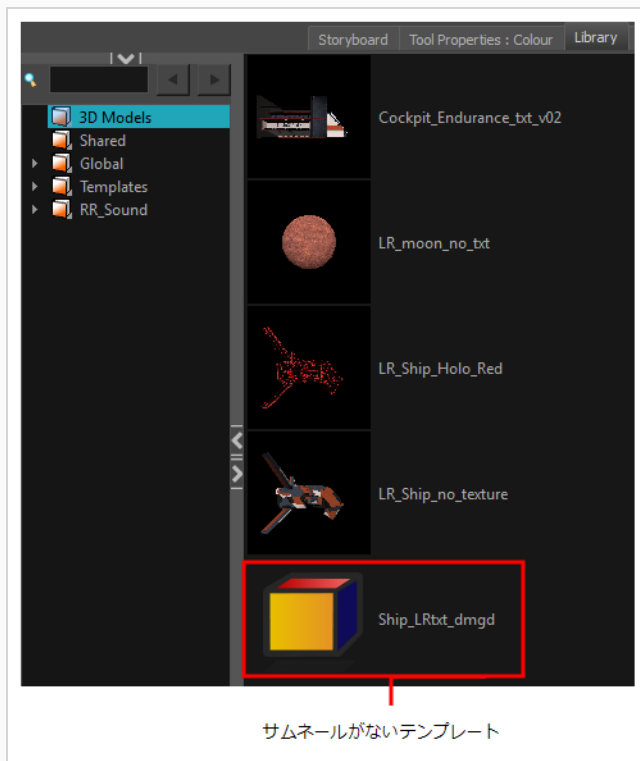 Storyboard
Tool Properties : Colour
Library
3D Models
Shared
Global
Templates
RR_Sound
Cockpit_Endurance_txt_v02
LR_moon_no_txt
LR_Ship_Holo_Red
LR_Ship_no_texture
Ship_LRtxt_dmgd
サムネールがないテンプレート